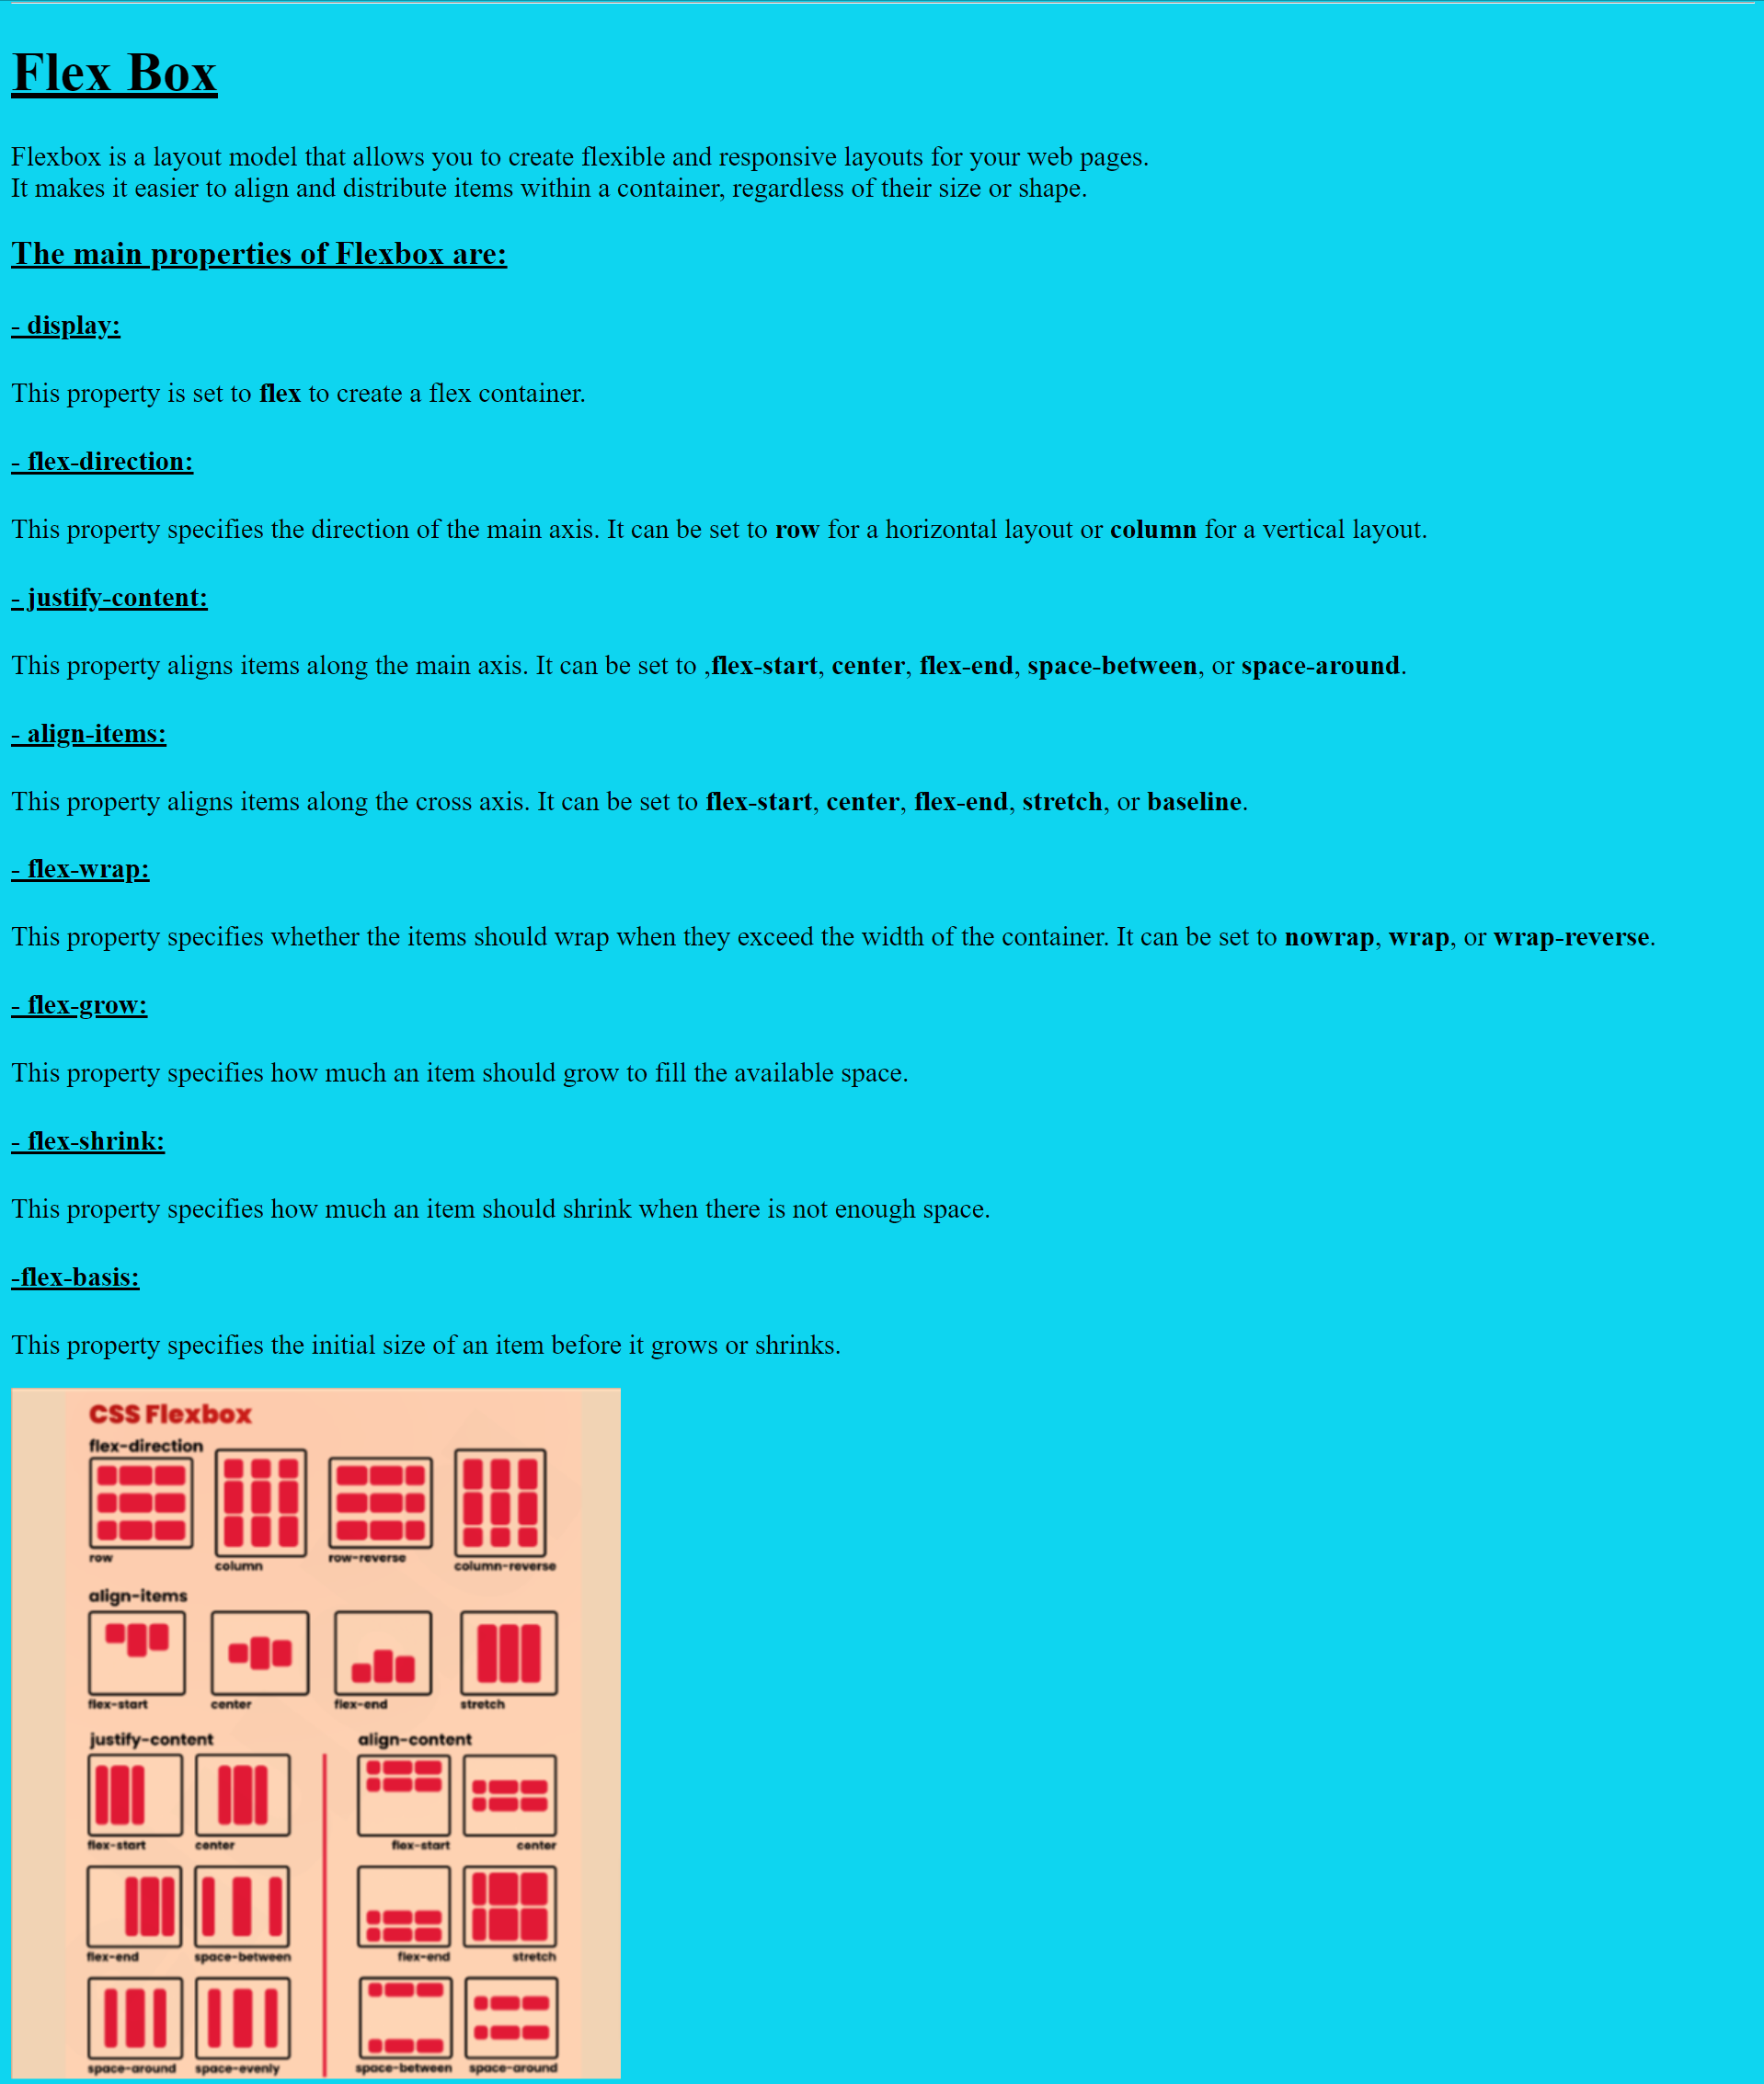 Flex Box
Flexbox is a layout model that allows you to create flexible and responsive layouts for your web pages.
It makes it easier to align and distribute items within a container, regardless of their size or shape.
The main properties of Flexbox are:
- display:
This property is set to flex to create a flex container.
- flex-direction:
This property specifies the direction of the main axis. It can be set to row for a horizontal layout or column for a vertical layout.
- justify-content:
This property aligns items along the main axis. It can be set to ,flex-start, center, flex-end, space-between, or space-around.
- align-items:
This property aligns items along the cross axis. It can be set to flex-start, center, flex-end, stretch, or baseline.
- flex-wrap:
This property specifies whether the items should wrap when they exceed the width of the container. It can be set to nowrap, wrap, or wrap-reverse.
- flex-grow:
This property specifies how much an item should grow to fill the available space.
- flex-shrink:
This property specifies how much an item should shrink when there is not enough space.
-flex-basis:
This property specifies the initial size of an item before it grows or shrinks.
CSS Flexbox
flex-direction
row column row-reverse column-reverse
align-items
flex-start center flex-end stretch
justify-content align-content
flex-start center flex-start center
flex-end space-between flex-end stretch
space-around space-evenly space-between space-around